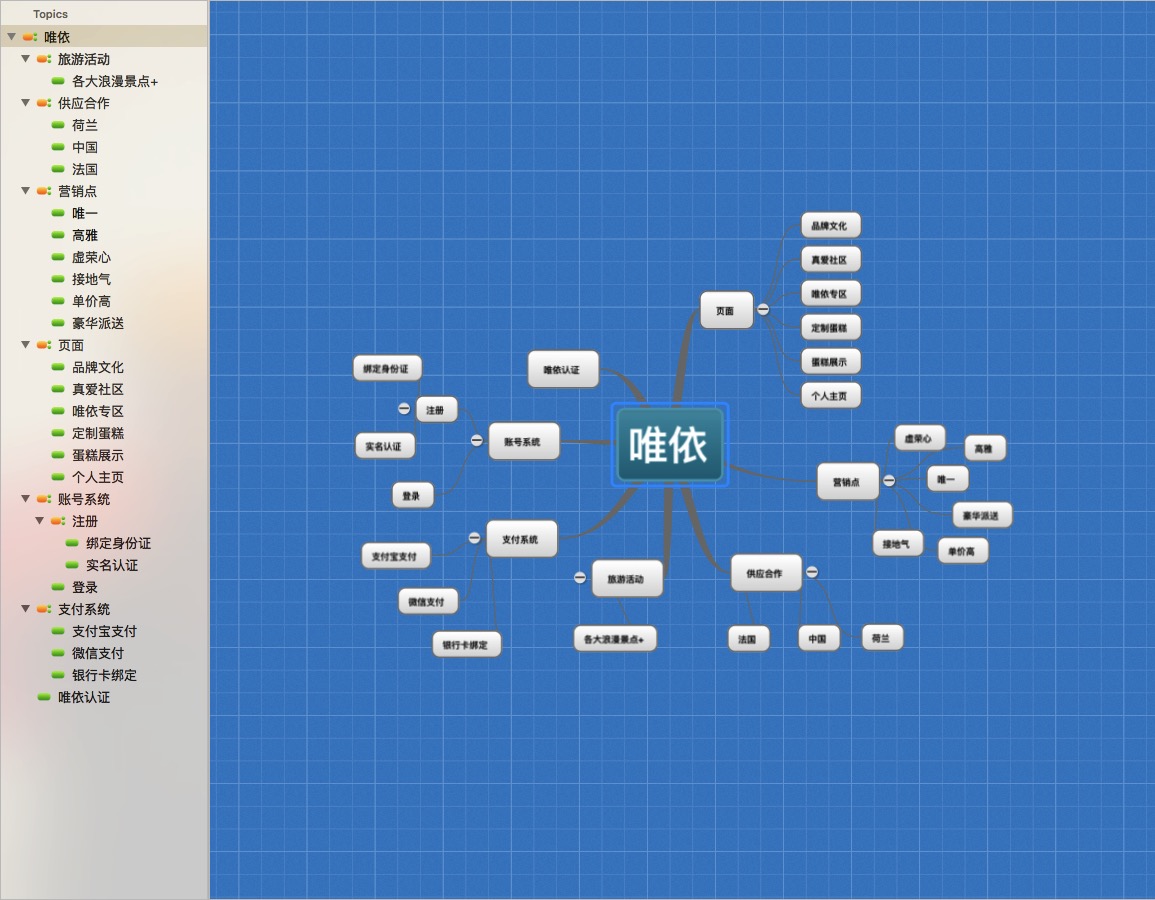 Topics
唯依
旅游活动
各大浪漫景点+
供应合作
荷兰
中国
法国
营销点
唯一
高雅
虚荣心
接地气
单价高
豪华派送
页面
品牌文化
真爱社区
唯依专区
定制蛋糕
蛋糕展示
个人主页
账号系统
注册
绑定身份证
实名认证
登录
支付系统
支付宝支付
微信支付
银行卡绑定
唯依认证
品牌文化
真爱社区
唯依专区
定制蛋糕
蛋糕展示
个人主页
页面
唯依认证
绑定身份证
注册
实名认证
登录
账号系统
唯依
虚荣心
高雅
唯一
豪华派送
接地气
单价高
营销点
支付系统
支付宝支付
微信支付
银行卡绑定
旅游活动
各大浪漫景点+
供应合作
法国
中国
荷兰